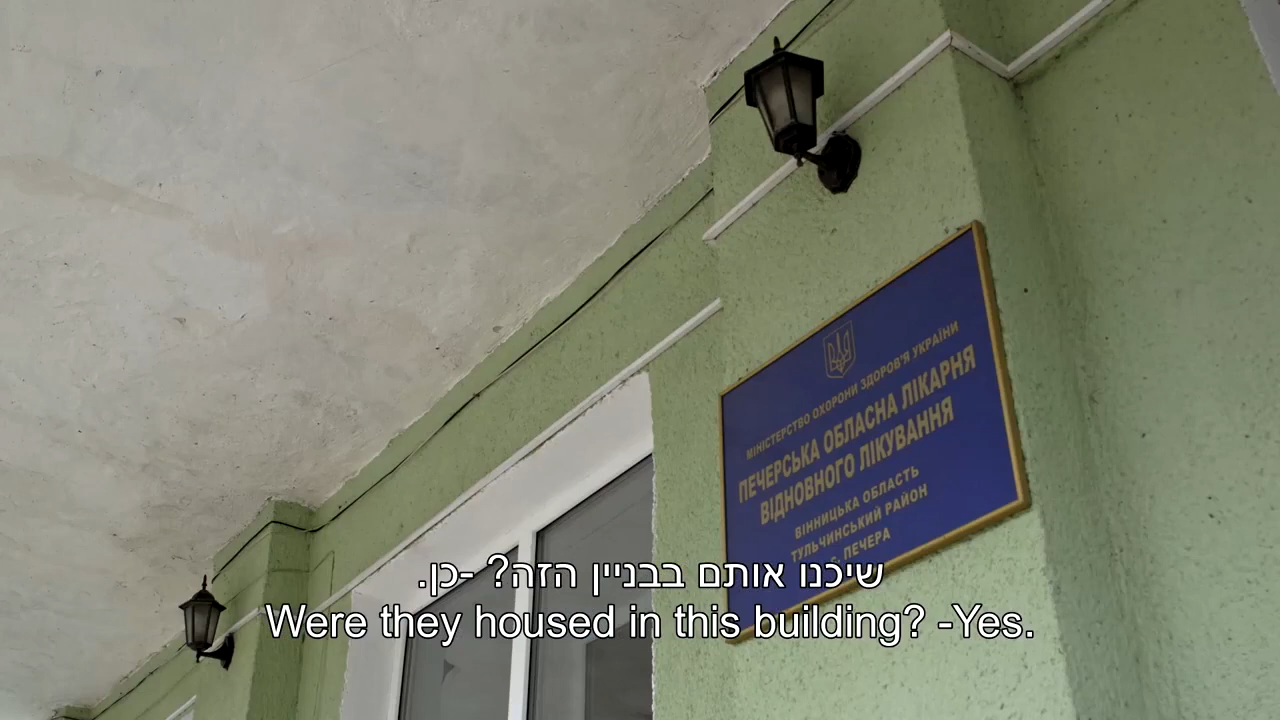 МІНІСТЕРСТВО ОХОРОНИ ЗДОРОВ'Я УКРАЇНИ
ПЕЧЕРСЬКА ОБЛАСНА ЛІКАРНЯ
ВІДНОВНОГО ЛІКУВАННЯ
ВІННИЦЬКА ОБЛАСТЬ
ТУЛЬЧИНСЬКИЙ РАЙОН
С. ПЕЧЕРА
שיכנו אותם בבניין הזה? -כן.
Were they housed in this building? -Yes.